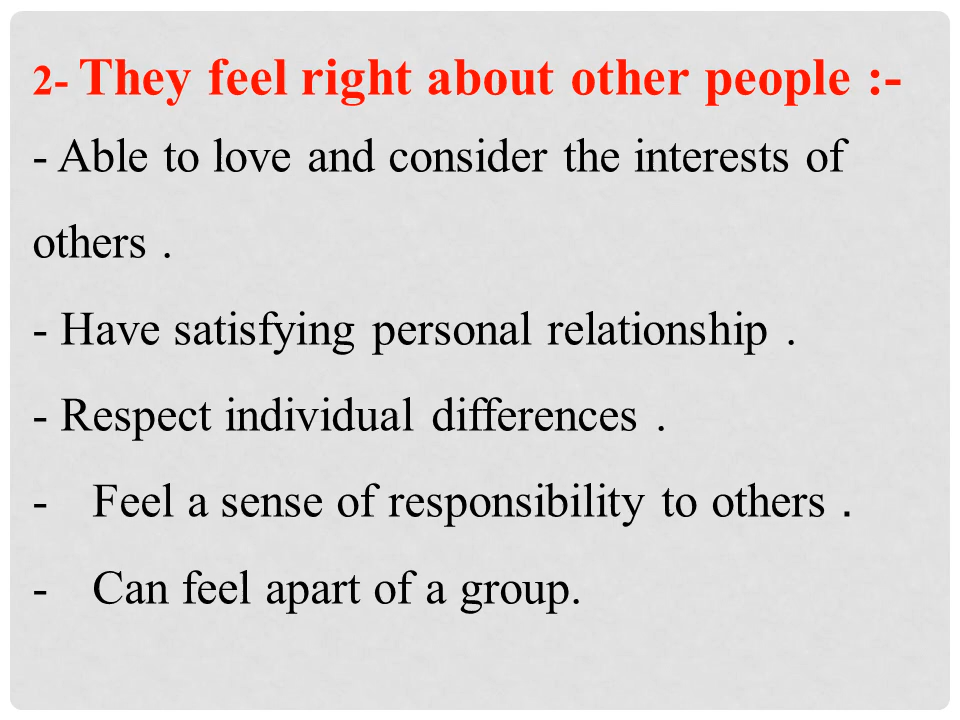 2- They feel right about other people :-
- Able to love and consider the interests of
others .
- Have satisfying personal relationship .
- Respect individual differences .
- Feel a sense of responsibility to others .
- Can feel apart of a group.